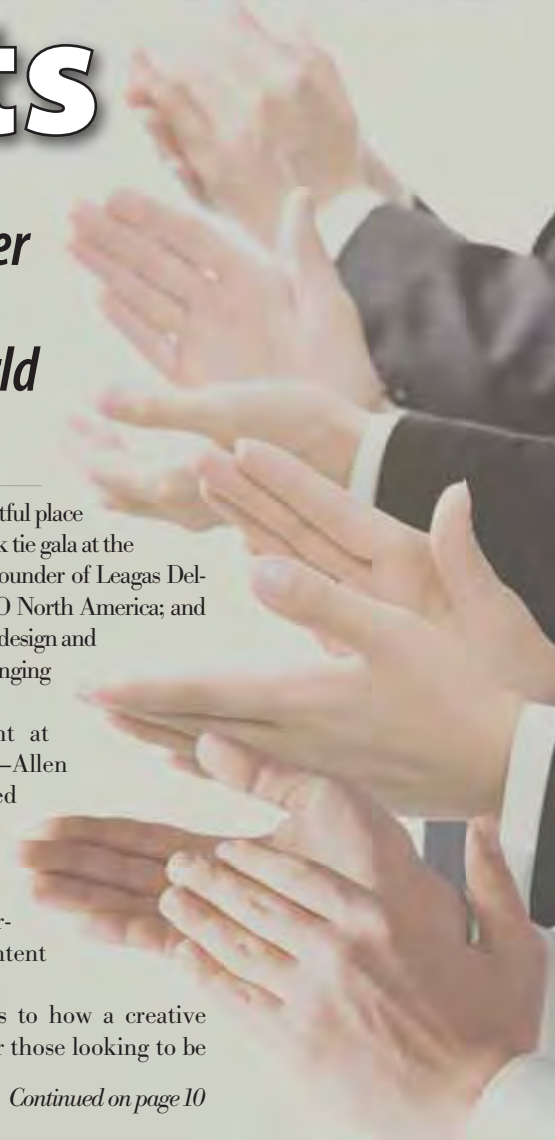 ts
er
ld
tful place
k tie gala at the
ounder of Leagas Del-
O North America; and
design and
nging
nt at
–Allen
ed
r-
ntent
s to how a creative
r those looking to be
Continued on page 10